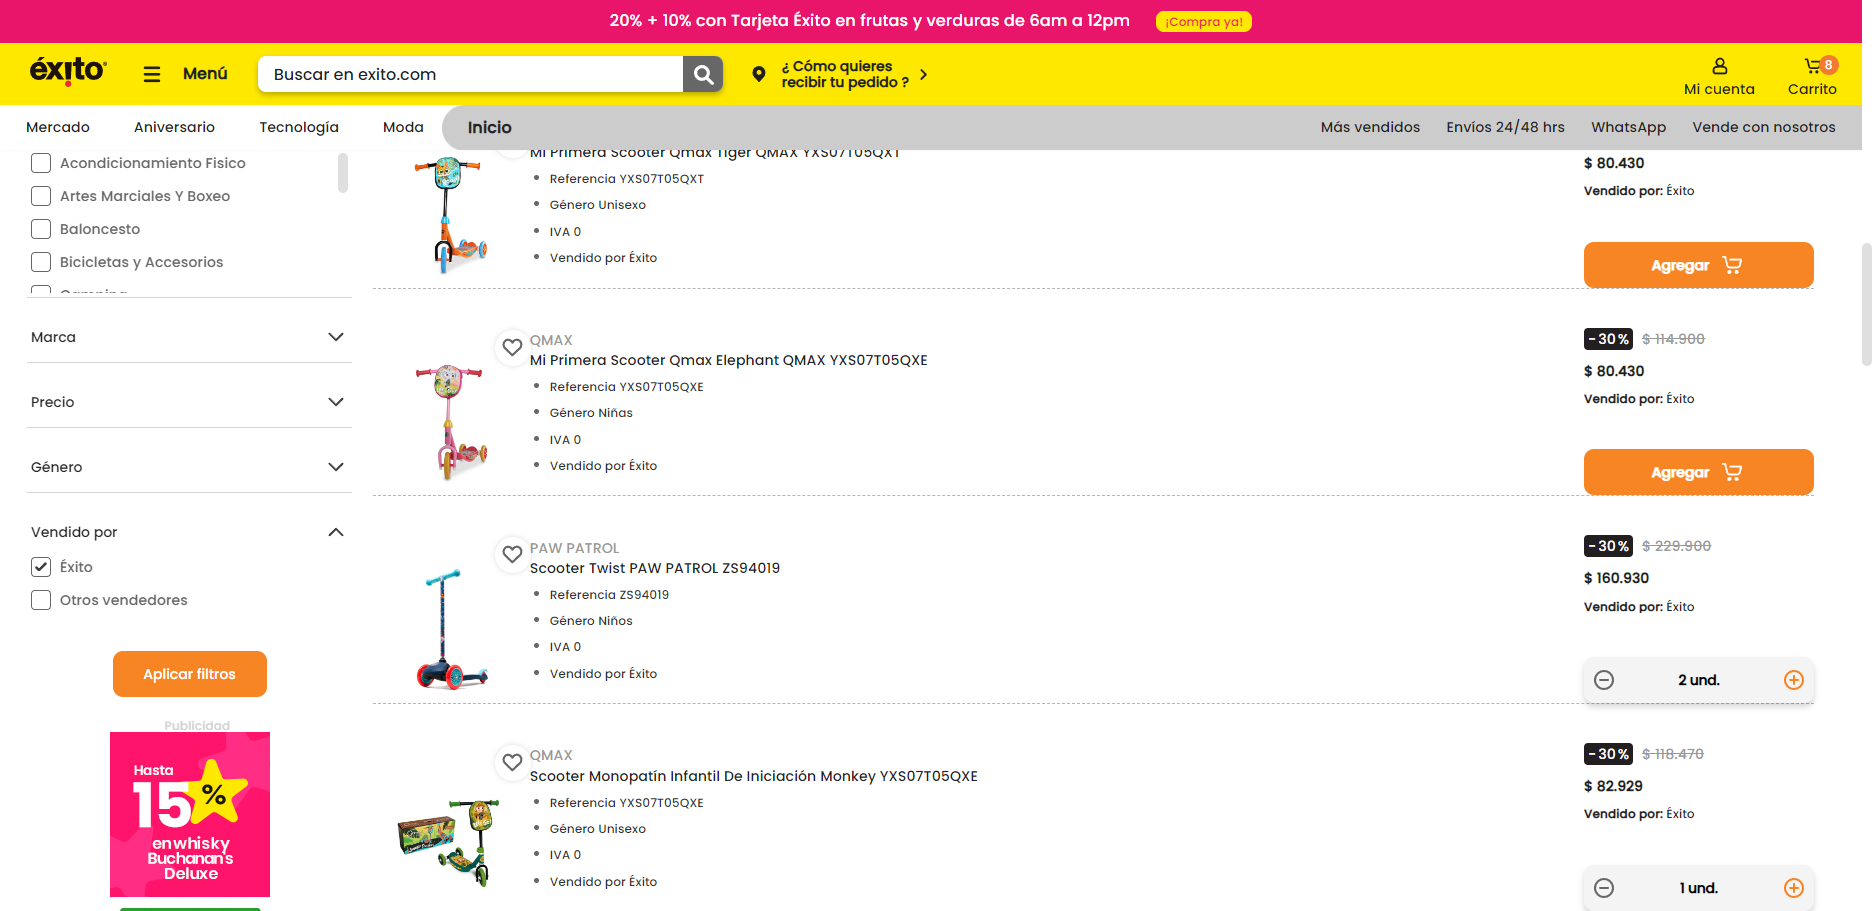 20% + 10% con Tarjeta Éxito en frutas y verduras de 6am a 12pm
¡Compra ya!
éxito
Menú
Buscar en exito.com
¿ Cómo quieres
recibir tu pedido ?
Mi cuenta
8
Carrito
Mercado
Aniversario
Tecnología
Moda
Inicio
Más vendidos
Envíos 24/48 hrs
WhatsApp
Vende con nosotros
Acondicionamiento Fisico
Artes Marciales Y Boxeo
Baloncesto
Bicicletas y Accesorios
Camping
Marca
Precio
Género
Vendido por
Éxito
Otros vendedores
Aplicar filtros
Publicidad
Hasta
15%
en whisky
Buchanan's
Deluxe
Mi Primera Scooter Qmax Tiger QMAX YXS07T05QXT
Referencia YXS07T05QXT
Género Unisexo
IVA 0
Vendido por Éxito
$ 80.430
Vendido por: Éxito
Agregar
QMAX
Mi Primera Scooter Qmax Elephant QMAX YXS07T05QXE
Referencia YXS07T05QXE
Género Niñas
IVA 0
Vendido por Éxito
-30% $ 114.900
$ 80.430
Vendido por: Éxito
Agregar
PAW PATROL
Scooter Twist PAW PATROL ZS94019
Referencia ZS94019
Género Niños
IVA 0
Vendido por Éxito
-30% $ 229.900
$ 160.930
Vendido por: Éxito
2 und.
QMAX
Scooter Monopatín Infantil De Iniciación Monkey YXS07T05QXE
Referencia YXS07T05QXE
Género Unisexo
IVA 0
Vendido por Éxito
-30% $ 118.470
$ 82.929
Vendido por: Éxito
1 und.